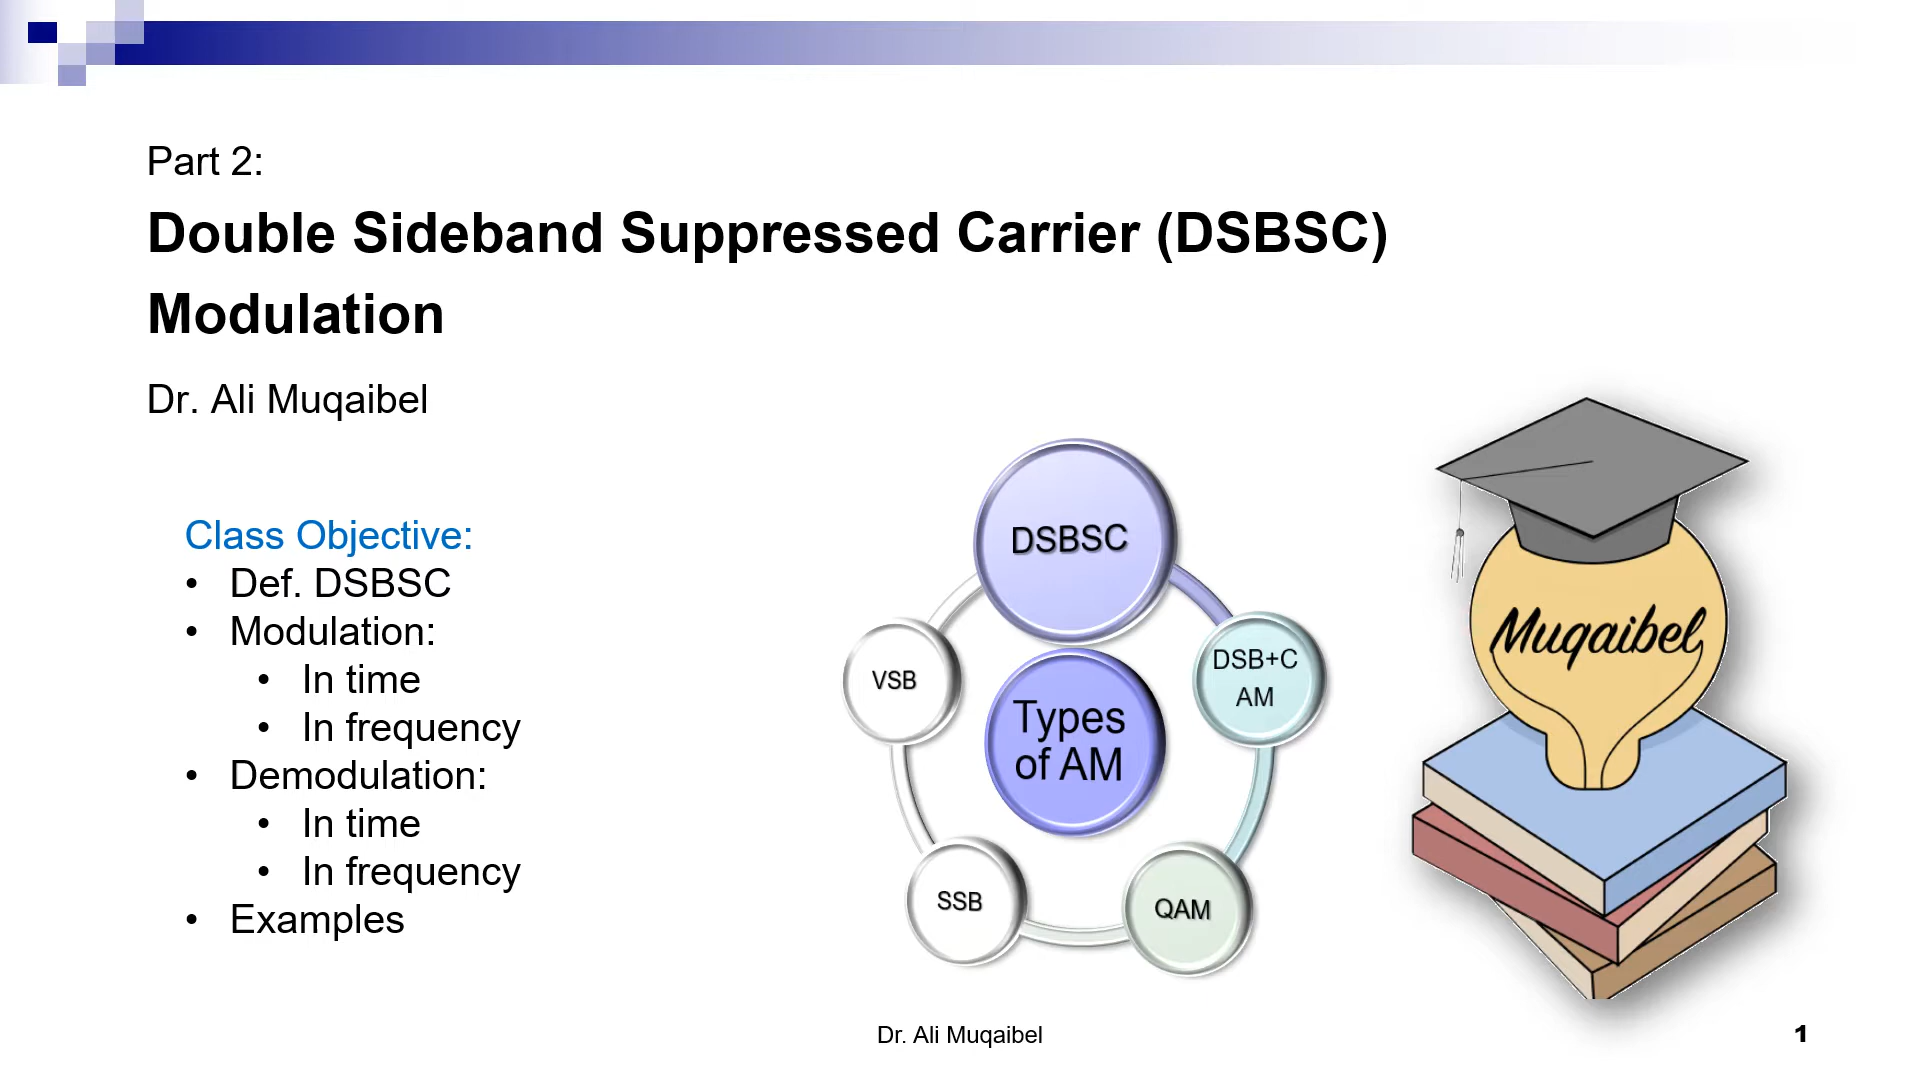 Part 2:
Double Sideband Suppressed Carrier (DSBSC)
Modulation
Dr. Ali Muqaibel
Class Objective:
• Def. DSBSC
• Modulation:
• In time
• In frequency
• Demodulation:
• In time
• In frequency
• Examples
DSBSC
DSB+C
AM
QAM
SSB
VSB
Types
of AM
Muqaibel
Dr. Ali Muqaibel
1